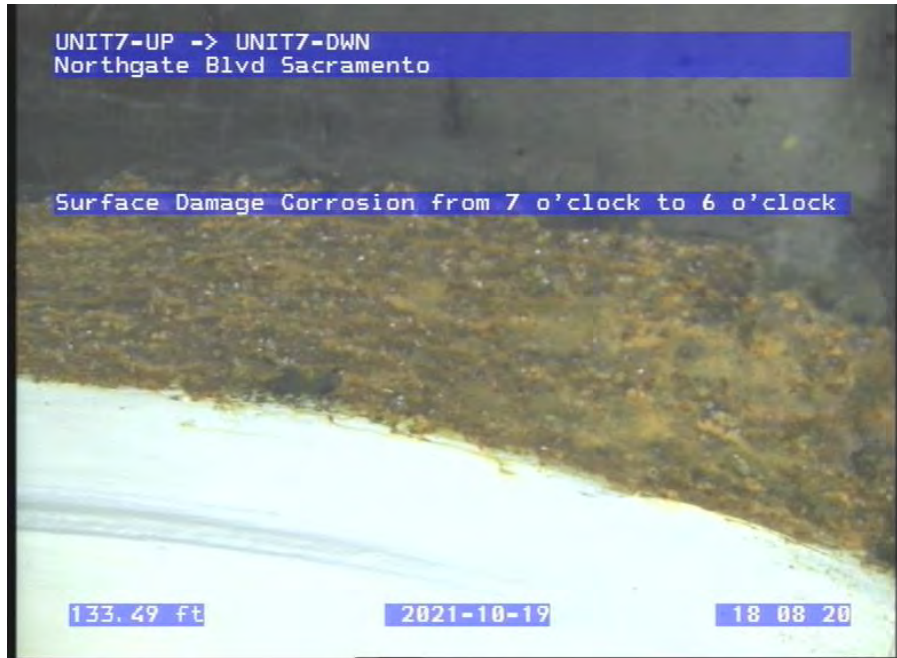 UNIT7-UP -> UNIT7-DWN
Northgate Blvd Sacramento
Surface Damage Corrosion from 7 o'clock to 6 o'clock
133.49 ft
2021-10-19
18 08 20